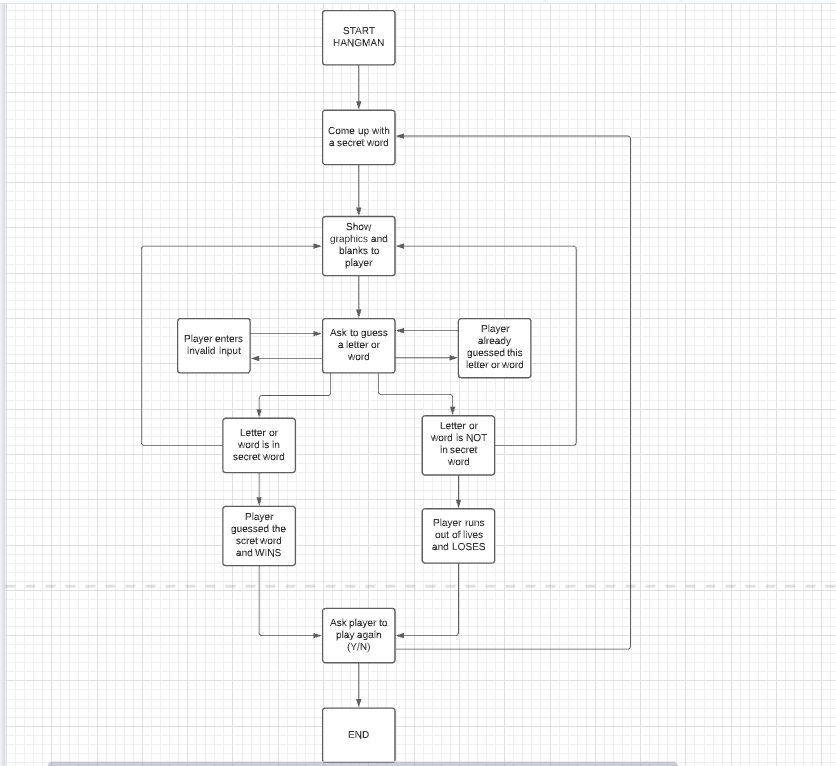 START
HANGMAN
Come up with
a secret word
Show
graphics and
blanks to
player
Player enters
invalid input
Ask to guess
a letter or
word
Player
already
guessed this
letter or word
Letter or
word is in
secret word
Letter or
word is NOT
in secret
word
Player
guessed the
scret word
and WINS
Player runs
out of lives
and LOSES
Ask player to
play again
(Y/N)
END